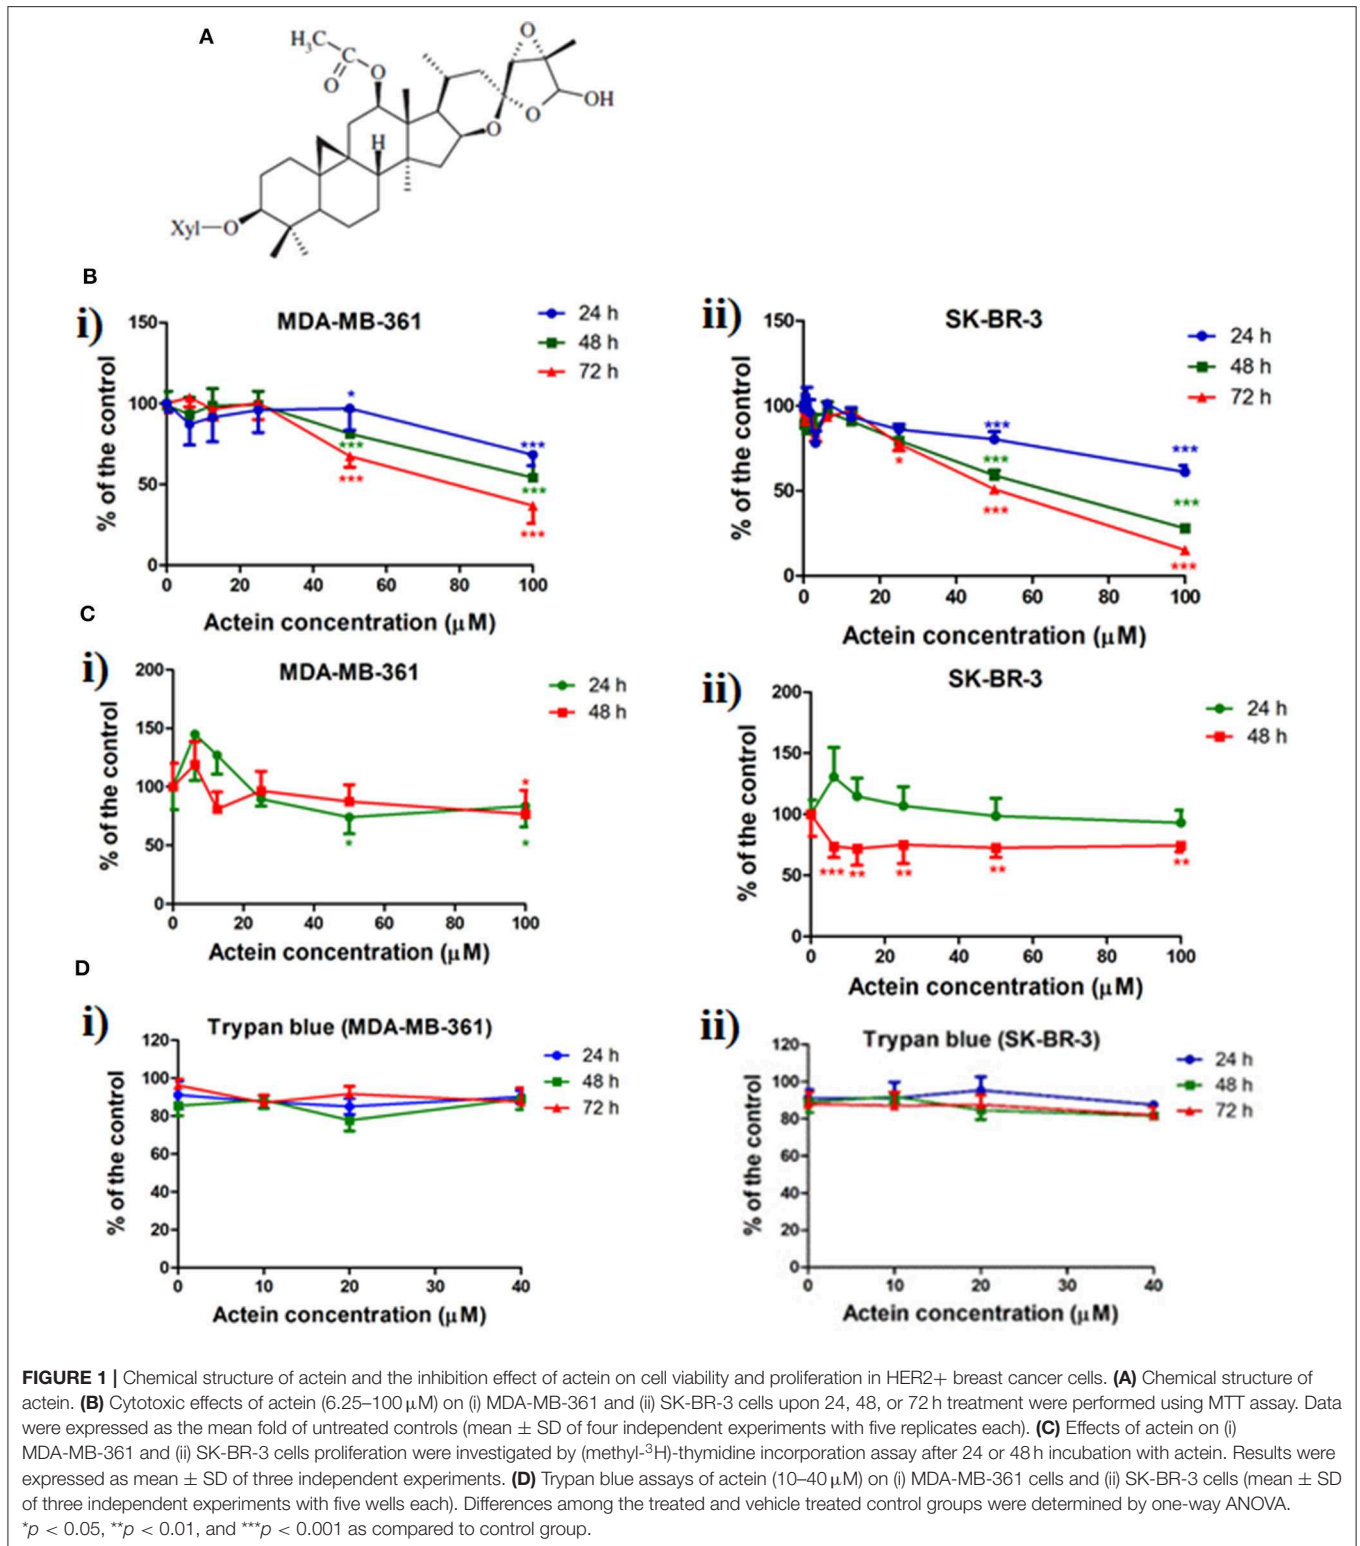 A
H3C
C
O
O
O
OH
O
O
H
Xyl—O
B
i)
MDA-MB-361
24 h
48 h
72 h
% of the control
150
100
50
0
0 20 40 60 80 100
* *** *** *** *** ***
Actein concentration (μM)
ii)
SK-BR-3
24 h
48 h
72 h
% of the control
150
100
50
0
0 20 40 60 80 100
*** *** *** *** * *** ***
Actein concentration (μM)
C
i)
MDA-MB-361
24 h
48 h
% of the control
200
150
100
50
0
0 20 40 60 80 100
* * *
Actein concentration (μM)
ii)
SK-BR-3
24 h
48 h
% of the control
200
150
100
50
0
0 20 40 60 80 100
*** ** ** ** **
Actein concentration (μM)
D
i)
Trypan blue (MDA-MB-361)
24 h
48 h
72 h
% of the control
120
100
80
60
40
20
0
0 10 20 30 40
Actein concentration (μM)
ii)
Trypan blue (SK-BR-3)
24 h
48 h
72 h
% of the control
120
100
80
60
40
20
0
0 10 20 30 40
Actein concentration (μM)
FIGURE 1 | Chemical structure of actein and the inhibition effect of actein on cell viability and proliferation in HER2+ breast cancer cells. (A) Chemical structure of
actein. (B) Cytotoxic effects of actein (6.25–100 μM) on (i) MDA-MB-361 and (ii) SK-BR-3 cells upon 24, 48, or 72 h treatment were performed using MTT assay. Data
were expressed as the mean fold of untreated controls (mean ± SD of four independent experiments with five replicates each). (C) Effects of actein on (i)
MDA-MB-361 and (ii) SK-BR-3 cells proliferation were investigated by (methyl-³H)-thymidine incorporation assay after 24 or 48 h incubation with actein. Results were
expressed as mean ± SD of three independent experiments. (D) Trypan blue assays of actein (10–40 μM) on (i) MDA-MB-361 cells and (ii) SK-BR-3 cells (mean ± SD
of three independent experiments with five wells each). Differences among the treated and vehicle treated control groups were determined by one-way ANOVA.
*p < 0.05, **p < 0.01, and ***p < 0.001 as compared to control group.